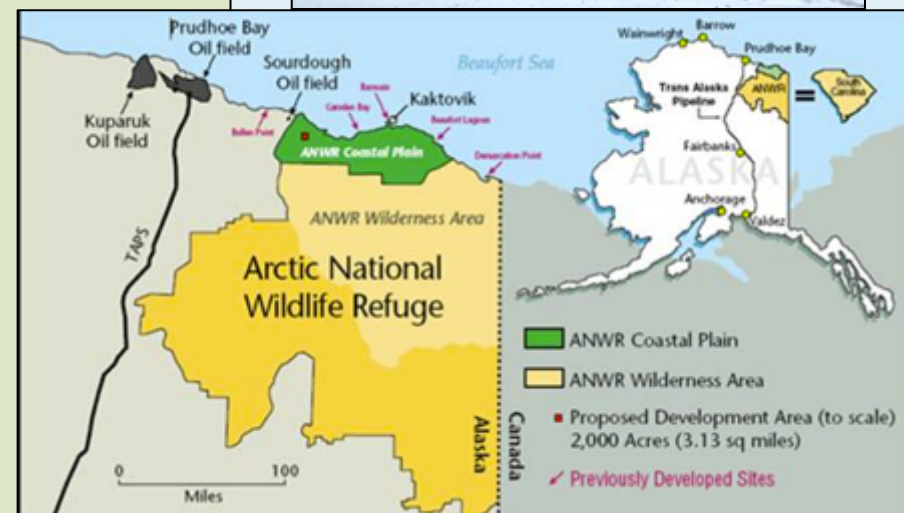 Prudhoe Bay
Oil field
Sourdough
Oil field
Beaufort Sea
Kuparuk
Oil field
Bullen Point
Camden Bay
Barnois
Kaktovik
Beaufort Lagoon
Demarcation Point
ANWR Coastal Plain
ANWR Wilderness Area
TAPS
Arctic National
Wildlife Refuge
Alaska
Canada
0
100
Miles
Barrow
Wainwright
Prudhoe Bay
Trans Alaska
Pipeline
ANWR
=
South
Carolina
Fairbanks
ALASKA
Anchorage
Valdez
ANWR Coastal Plain
ANWR Wilderness Area
Proposed Development Area (to scale)
2,000 Acres (3.13 sq miles)
Previously Developed Sites